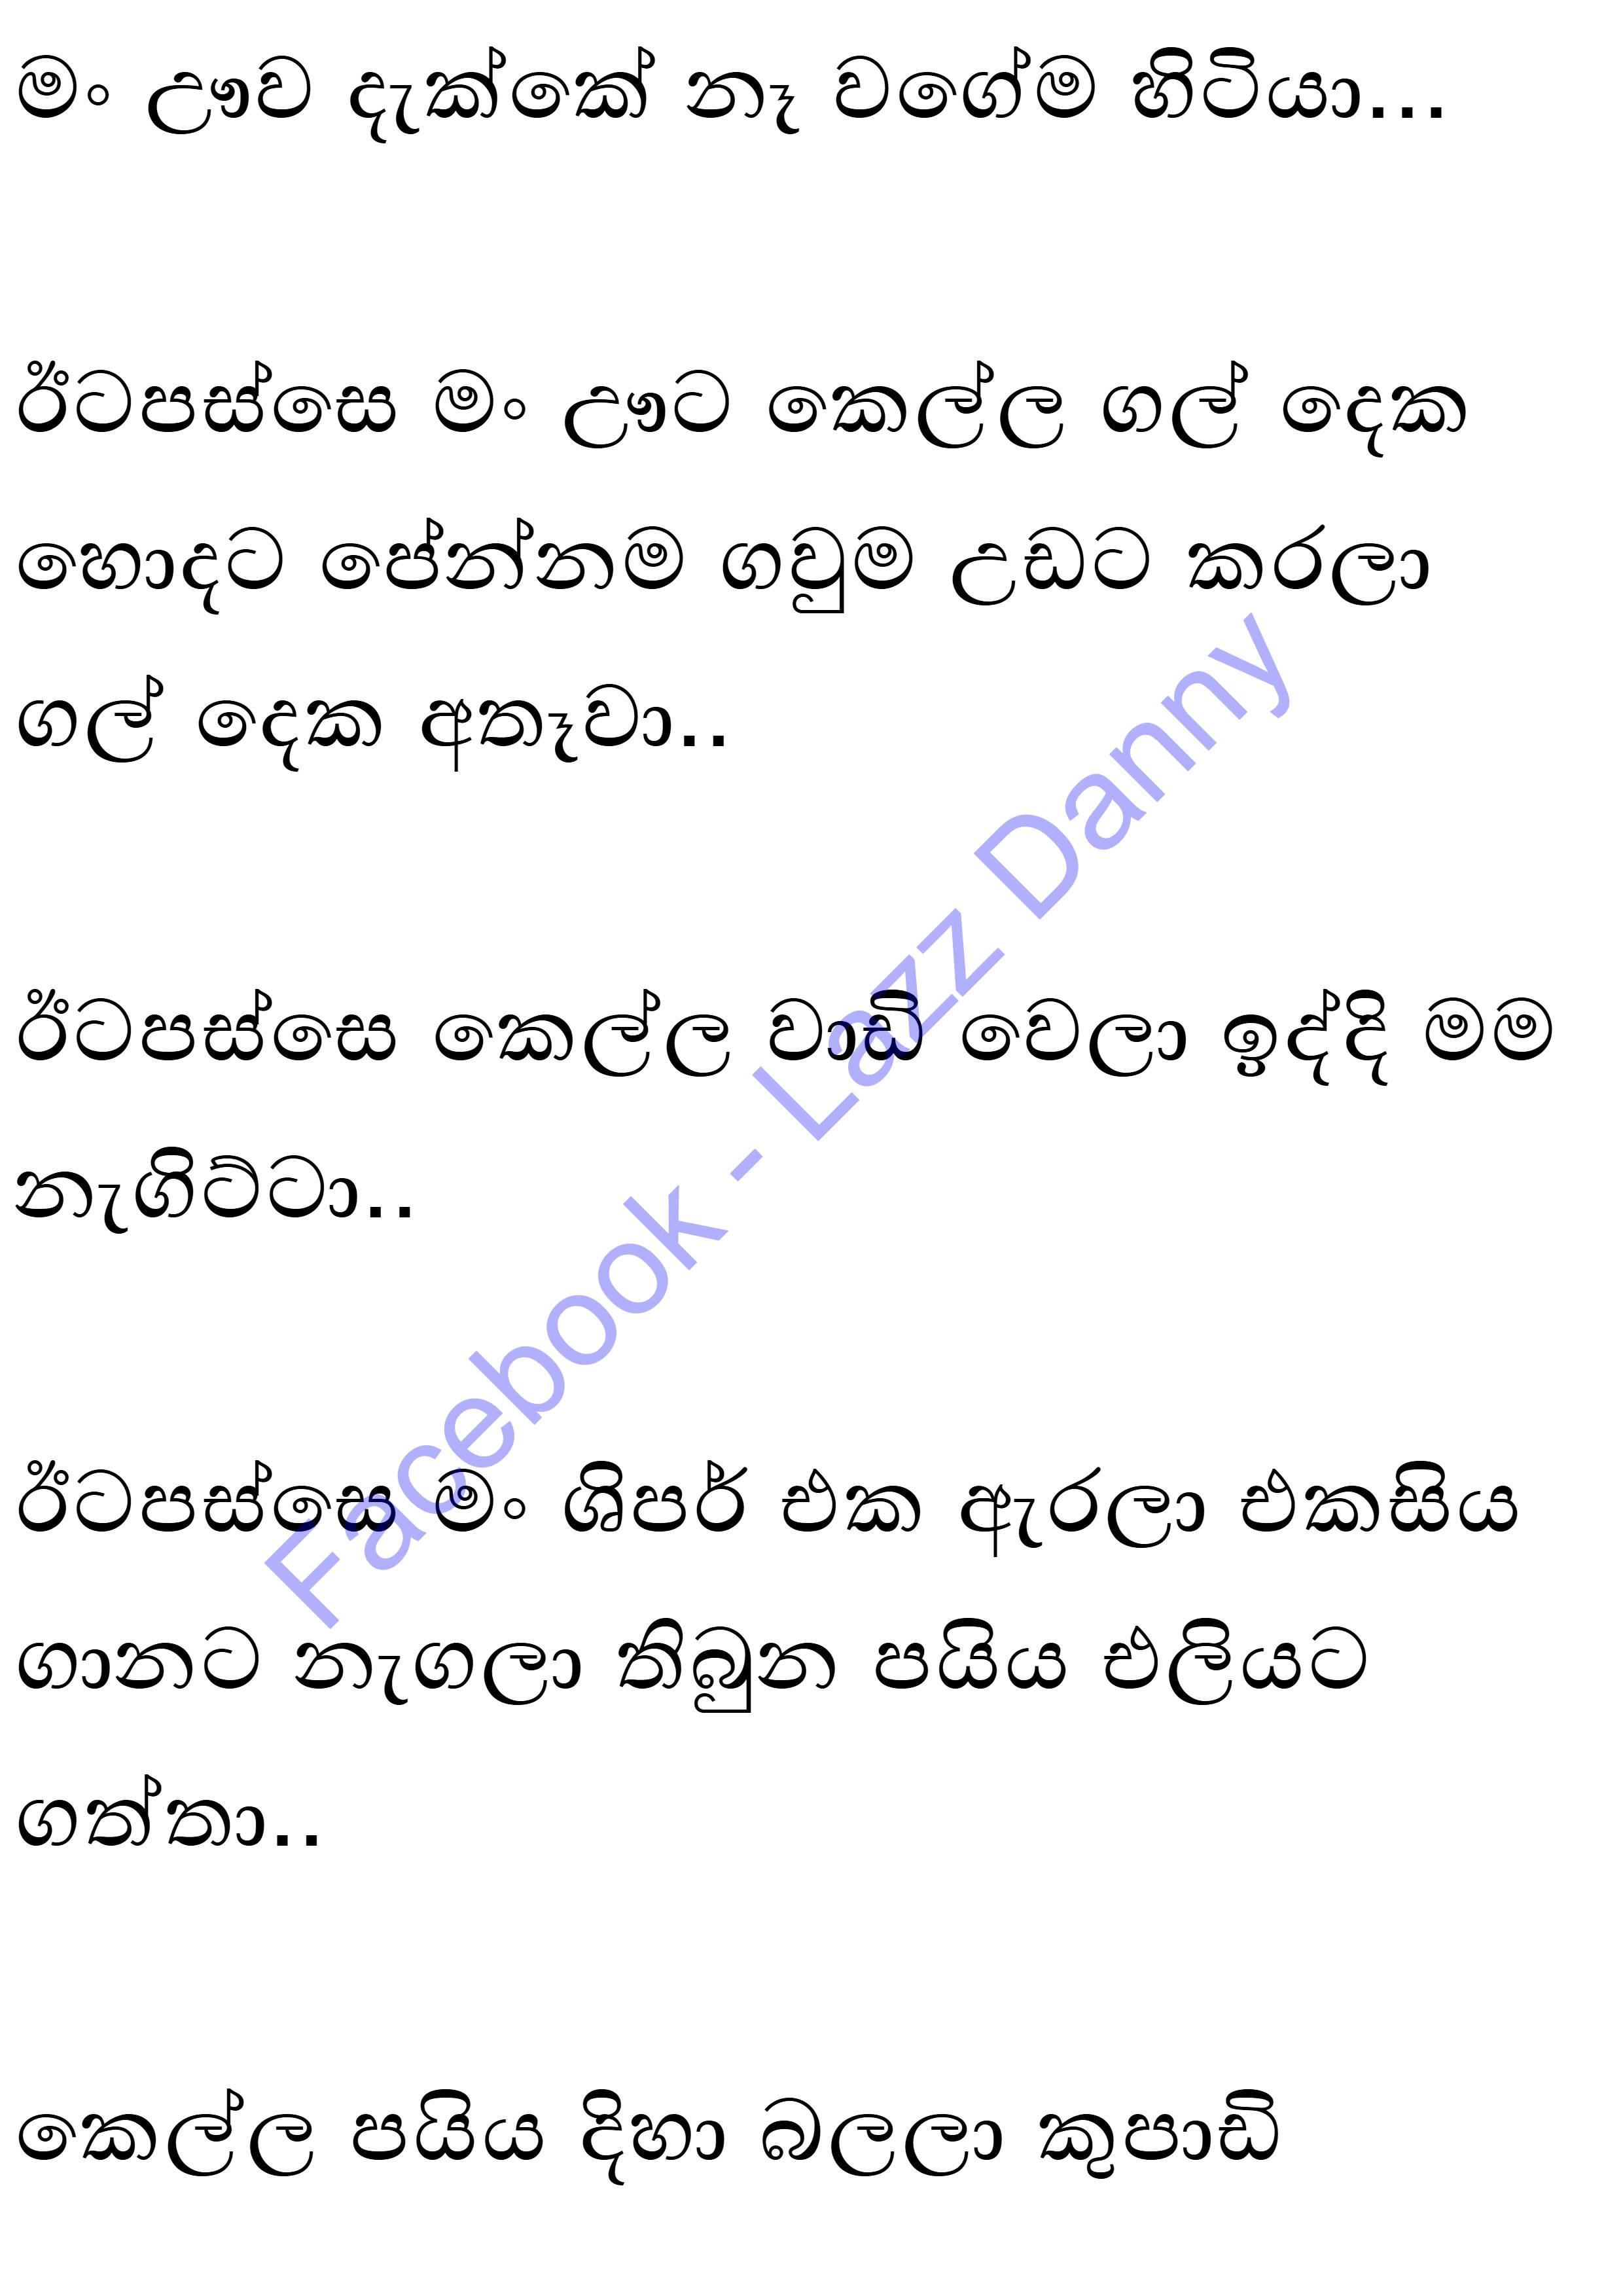 මං ඌව දැක්කේ නෑ වගේම හිටියා...
ඊටපස්සෙ මං ඌට කෙල්ල ගල් දෙක
හොදට පේන්නම ගවුම උඩට කරලා
ගල් දෙක අතෑවා..
ඊටපස්සෙ කෙල්ල වාඩි වෙලා ඉද්දි මම
නැගිට්ටා..
ඊටපස්සෙ මං ශිපර් එක ඇරලා එකසිය
ගානට නැගලා තිබුන පයිය එලියට
ගත්තා..
කෙල්ල පයිය දිහා බලලා කුපාඩි
Facebook - Lazz Danny